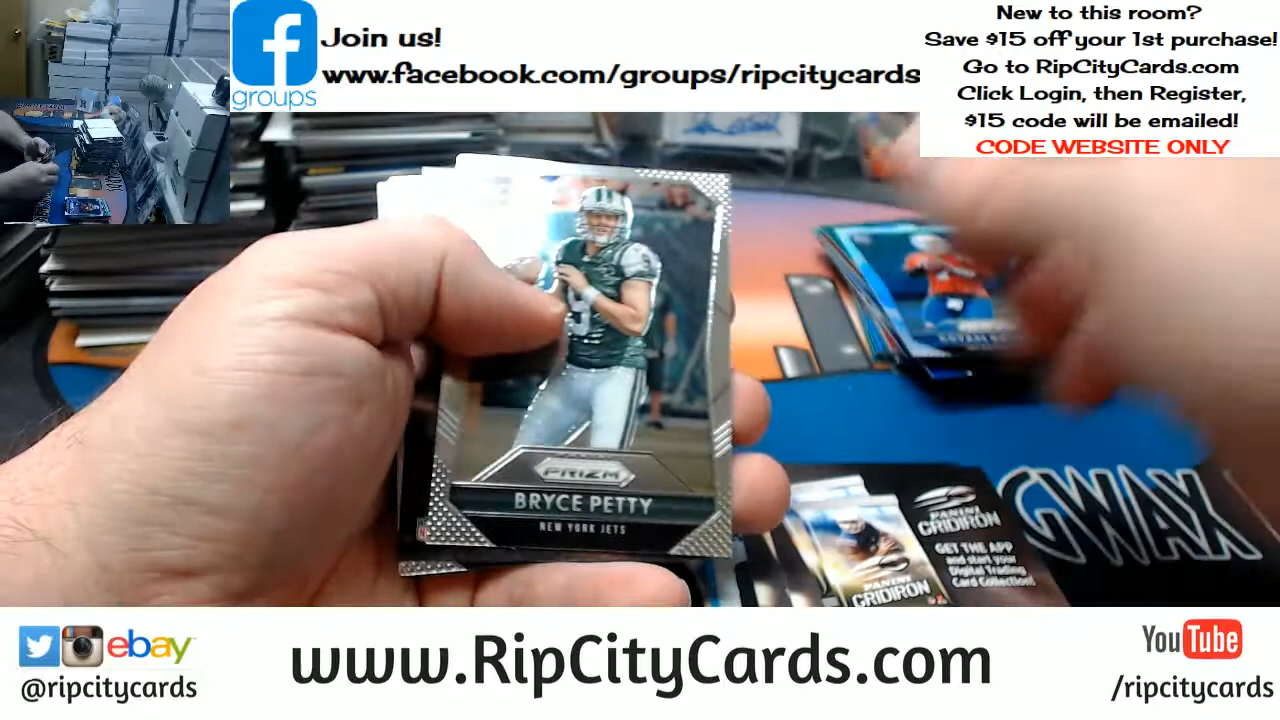 Join us!
www.facebook.com/groups/ripcitycards
groups
New to this room?
Save $15 off your 1st purchase!
Go to RipCityCards.com
Click Login, then Register,
$15 code will be emailed!
CODE WEBSITE ONLY
PRIZM
BRYCE PETTY
NEW YORK JETS
PANINI
GRIDIRON
GET THE APP
and start your
Digital Trading
Card Collection!
PANINI
GRIDIRON
GWAX
ebay
@ripcitycards
www.RipCityCards.com
YouTube
/ripcitycards